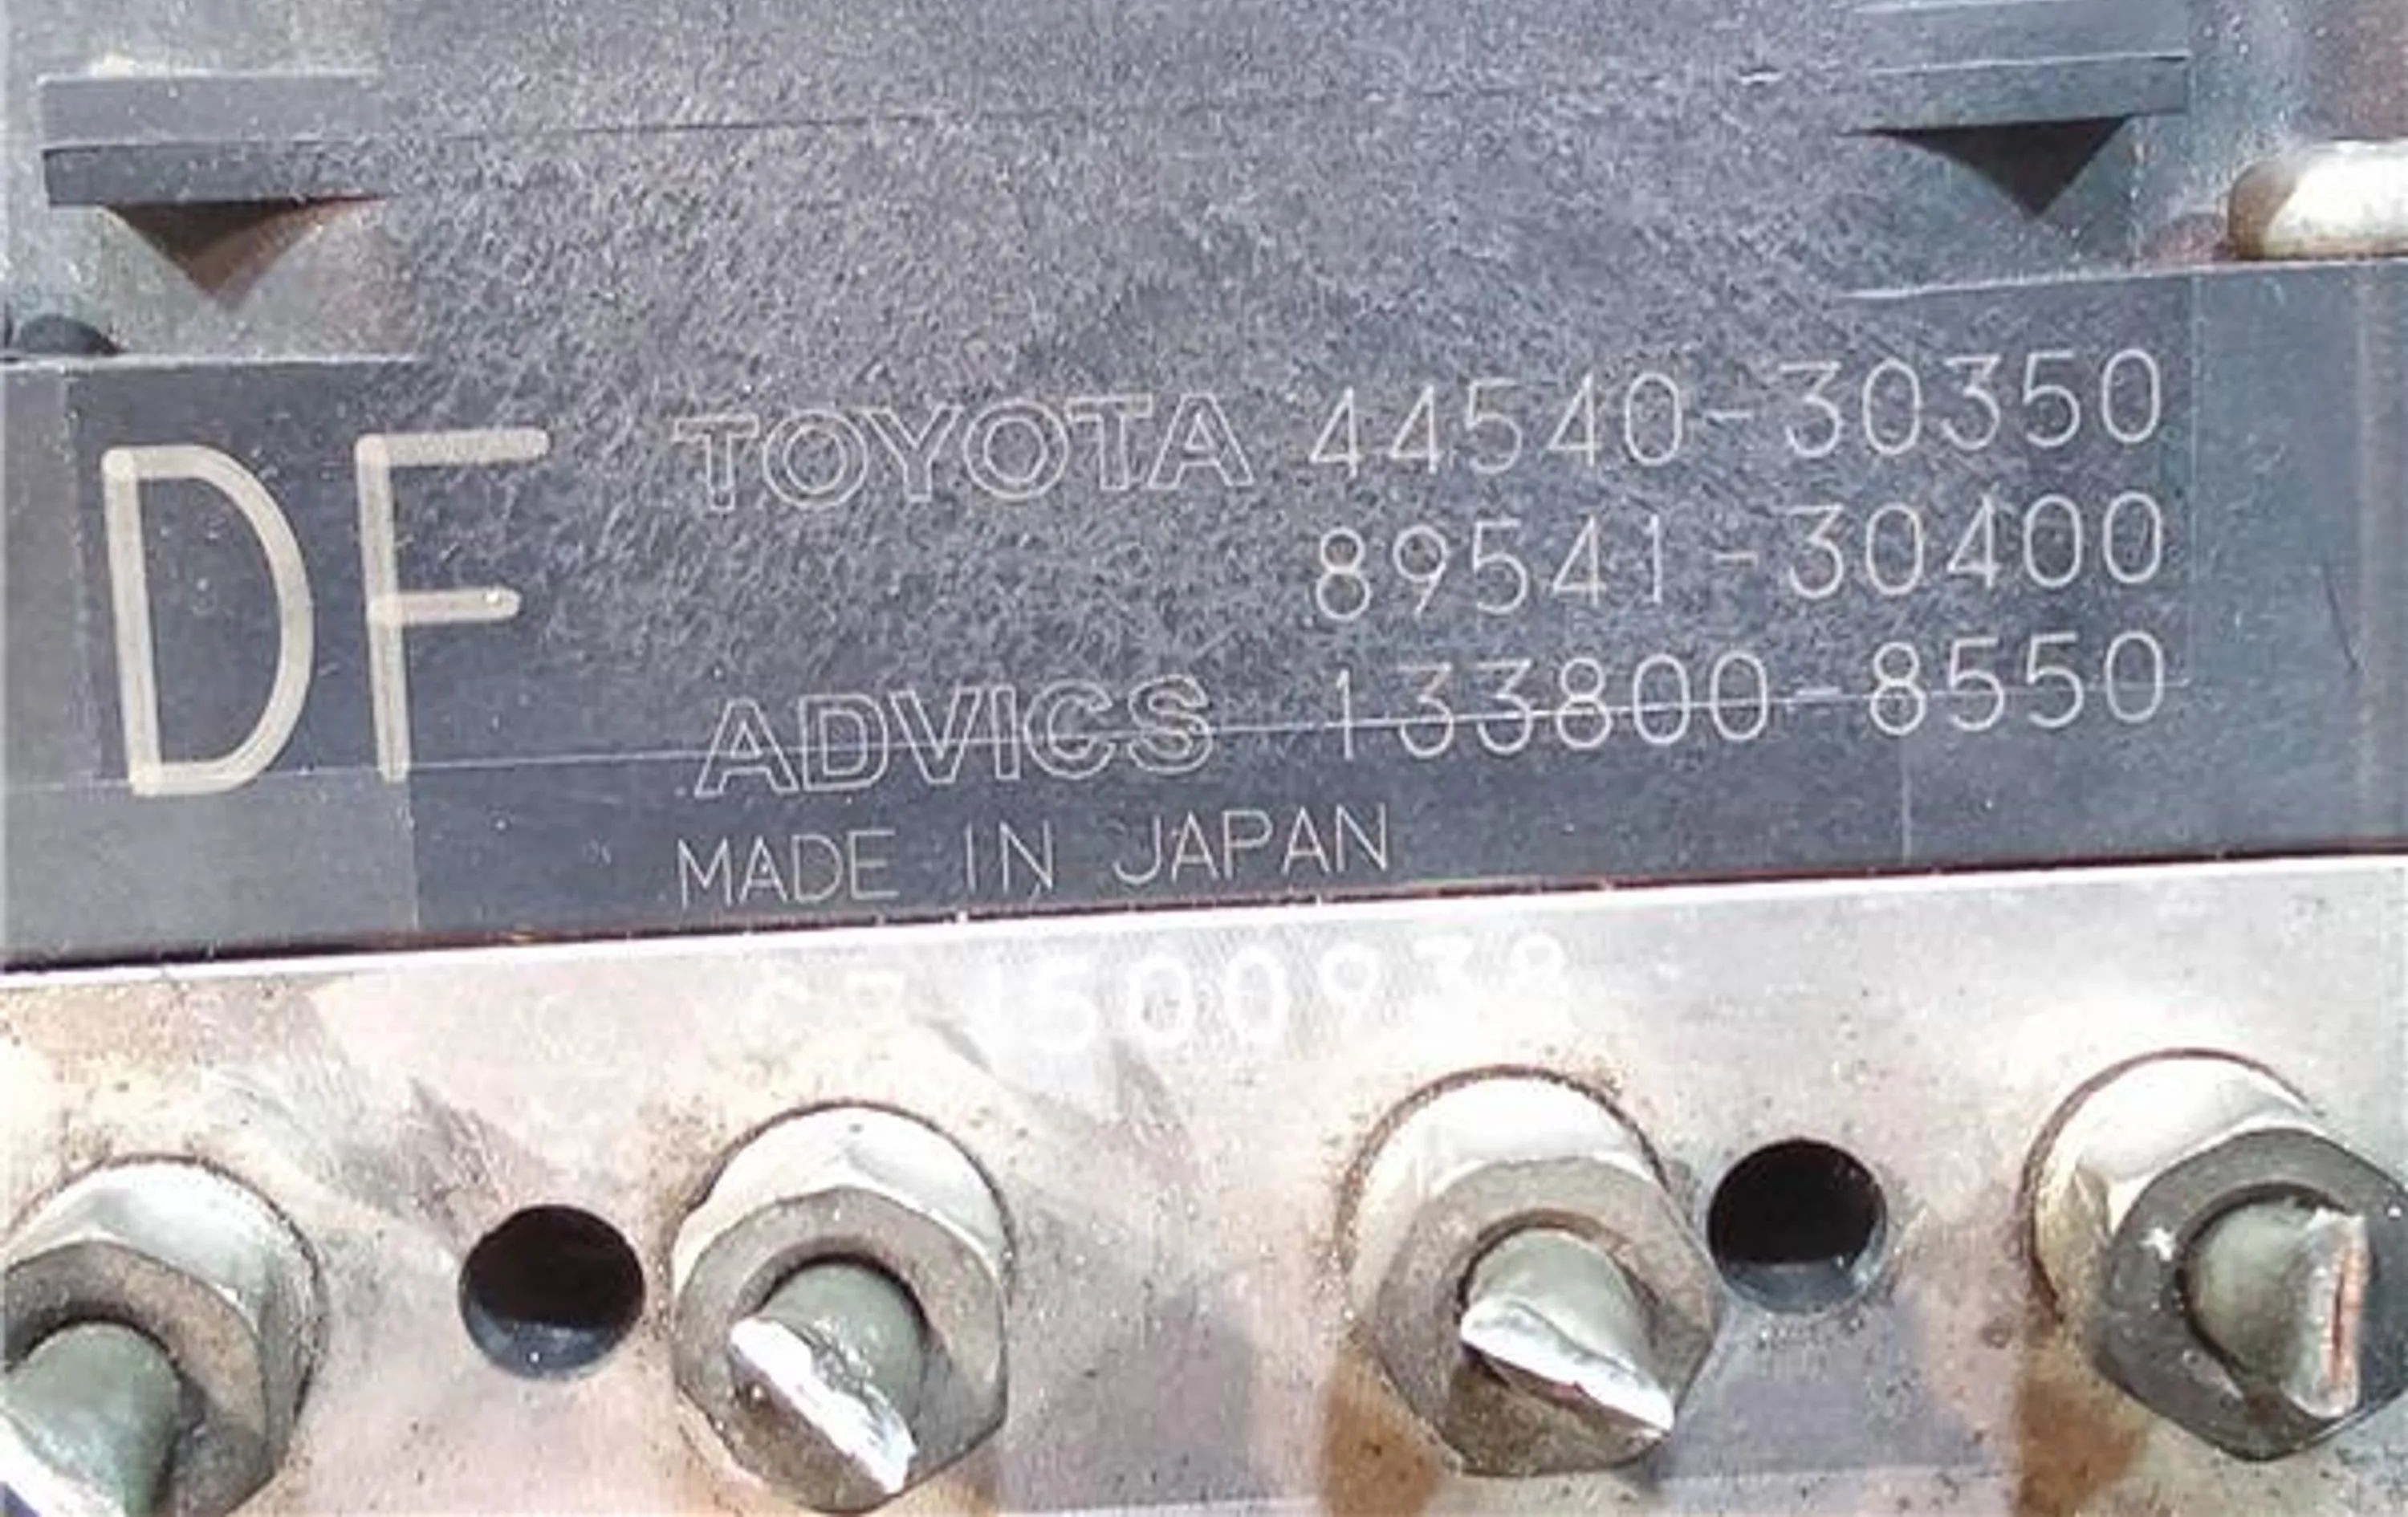 DF
TOYOTA 44540-30350
89541-30400
ADVICS 133800-8550
MADE IN JAPAN